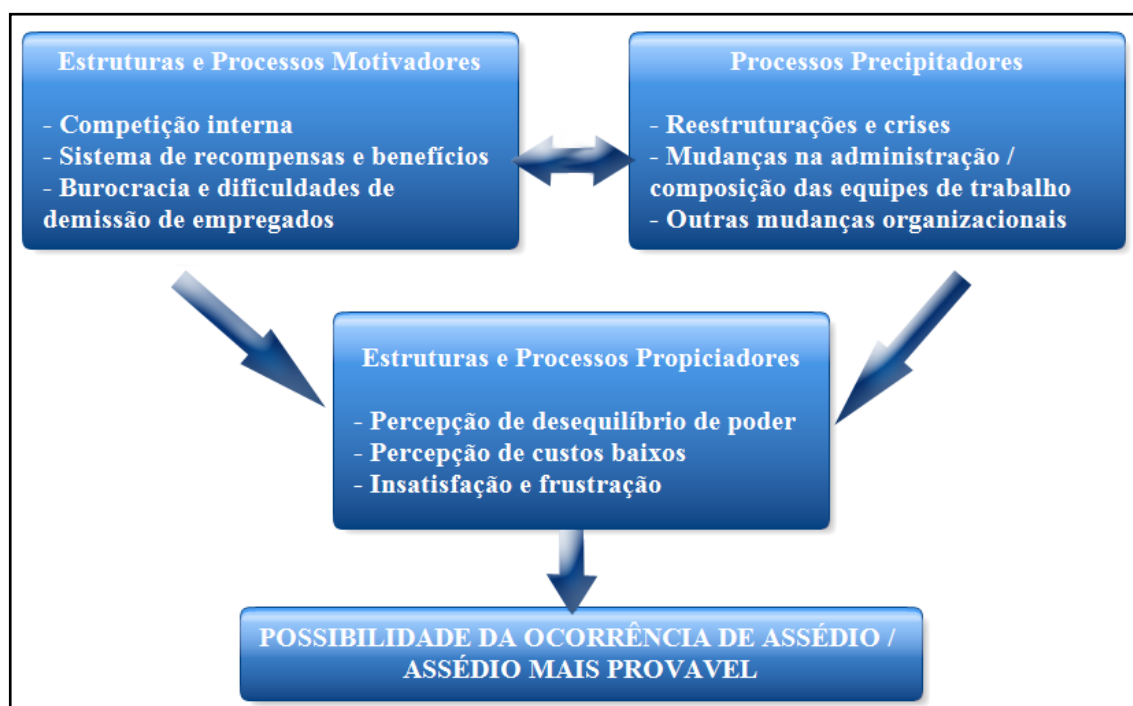 Estruturas e Processos Motivadores
- Competição interna
- Sistema de recompensas e benefícios
- Burocracia e dificuldades de
demissão de empregados
Processos Precipitadores
- Reestruturações e crises
- Mudanças na administração /
composição das equipes de trabalho
- Outras mudanças organizacionais
Estruturas e Processos Propiciadores
- Percepção de desequilíbrio de poder
- Percepção de custos baixos
- Insatisfação e frustração
POSSIBILIDADE DA OCORRÊNCIA DE ASSÉDIO /
ASSÉDIO MAIS PROVAVEL